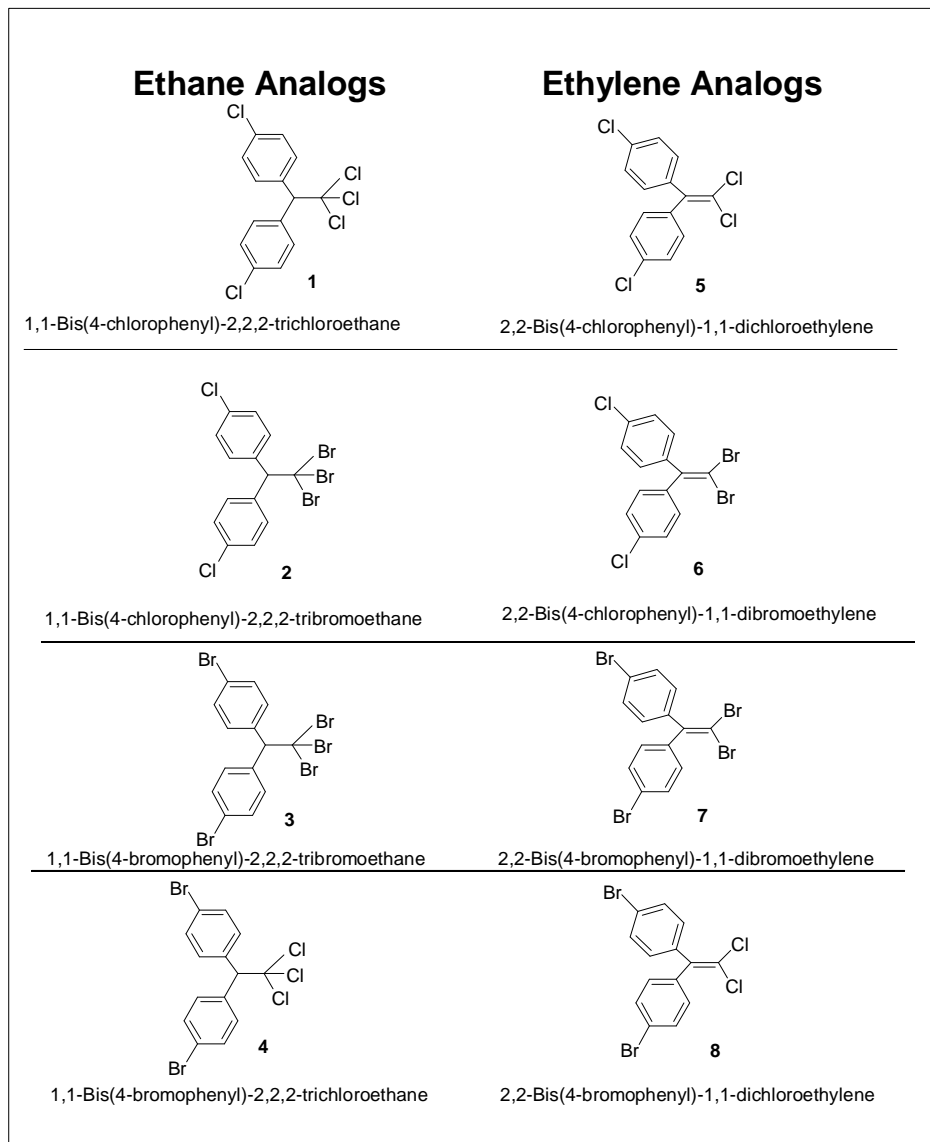 Ethane Analogs
Ethylene Analogs
Cl
Cl
Cl
Cl
Cl
1
1,1-Bis(4-chlorophenyl)-2,2,2-trichloroethane
Cl
Cl
Cl
Cl
5
2,2-Bis(4-chlorophenyl)-1,1-dichloroethylene
Cl
Br
Br
Br
Cl
2
1,1-Bis(4-chlorophenyl)-2,2,2-tribromoethane
Cl
Br
Br
Cl
6
2,2-Bis(4-chlorophenyl)-1,1-dibromoethylene
Br
Br
Br
Br
Br
3
1,1-Bis(4-bromophenyl)-2,2,2-tribromoethane
Br
Br
Br
Br
7
2,2-Bis(4-bromophenyl)-1,1-dibromoethylene
Br
Cl
Cl
Cl
Br
4
1,1-Bis(4-bromophenyl)-2,2,2-trichloroethane
Br
Cl
Cl
Br
8
2,2-Bis(4-bromophenyl)-1,1-dichloroethylene